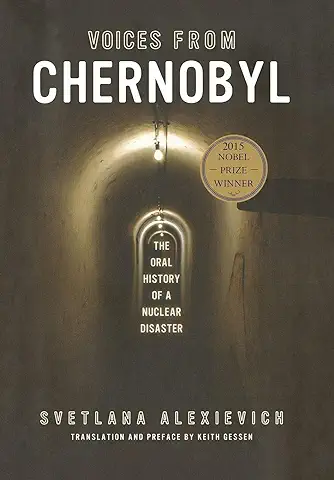 VOICES FROM
CHERNOBYL
2015
NOBEL
PRIZE
WINNER
THE
ORAL
HISTORY
OF A
NUCLEAR
DISASTER
SVETLANA ALEXIEVICH
TRANSLATION AND PREFACE BY KEITH GESSEN